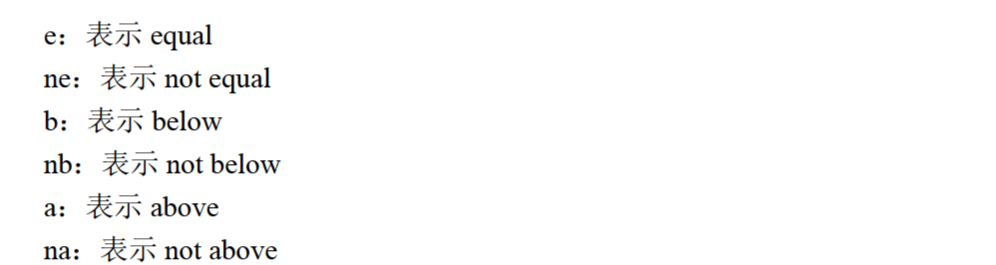 e：表示 equal
ne：表示 not equal
b：表示 below
nb：表示 not below
a：表示 above
na：表示 not above